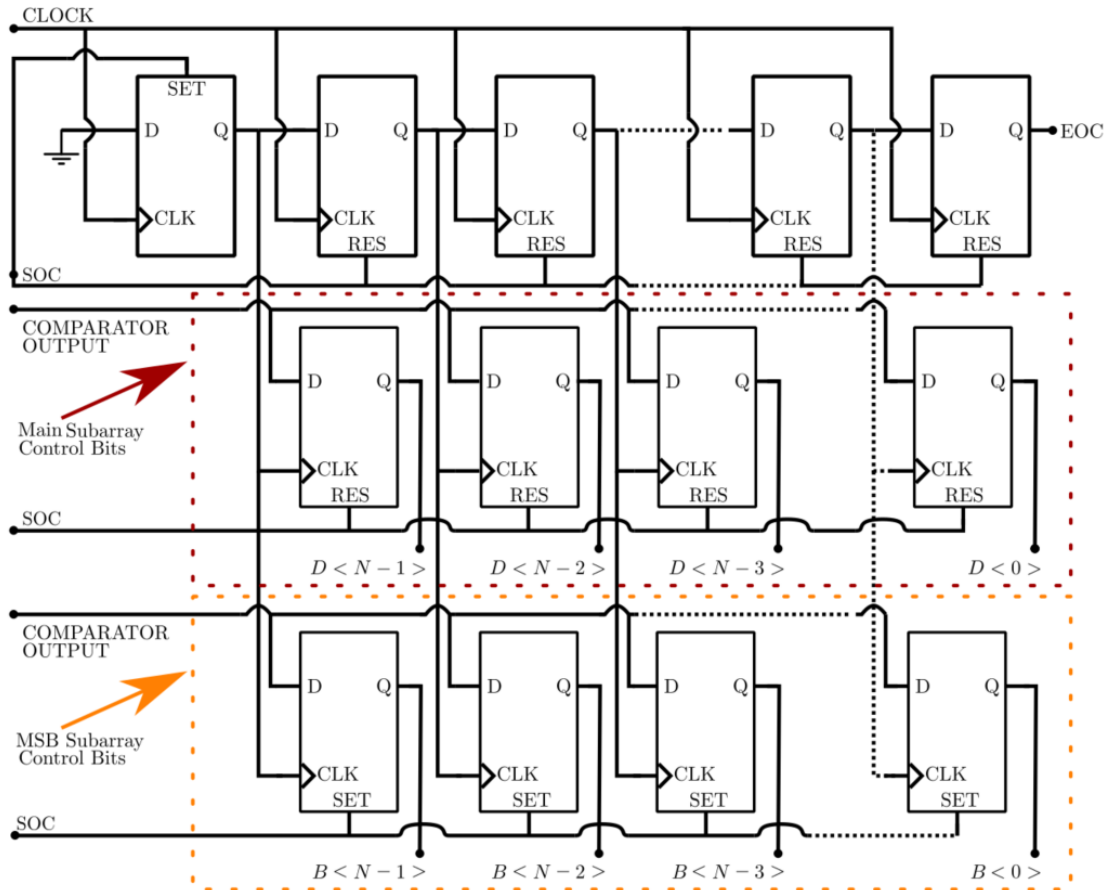 CLOCK
SET
D Q D Q D Q D Q D Q EOC
CLK CLK CLK CLK CLK
RES RES RES RES
SOC
COMPARATOR
OUTPUT
D Q D Q D Q D Q
Main Subarray
Control Bits
CLK CLK CLK CLK
RES RES RES RES
SOC
D < N − 1 > D < N − 2 > D < N − 3 > D < 0 >
COMPARATOR
OUTPUT
D Q D Q D Q D Q
MSB Subarray
Control Bits
CLK CLK CLK CLK
SET SET SET SET
SOC
B < N − 1 > B < N − 2 > B < N − 3 > B < 0 >